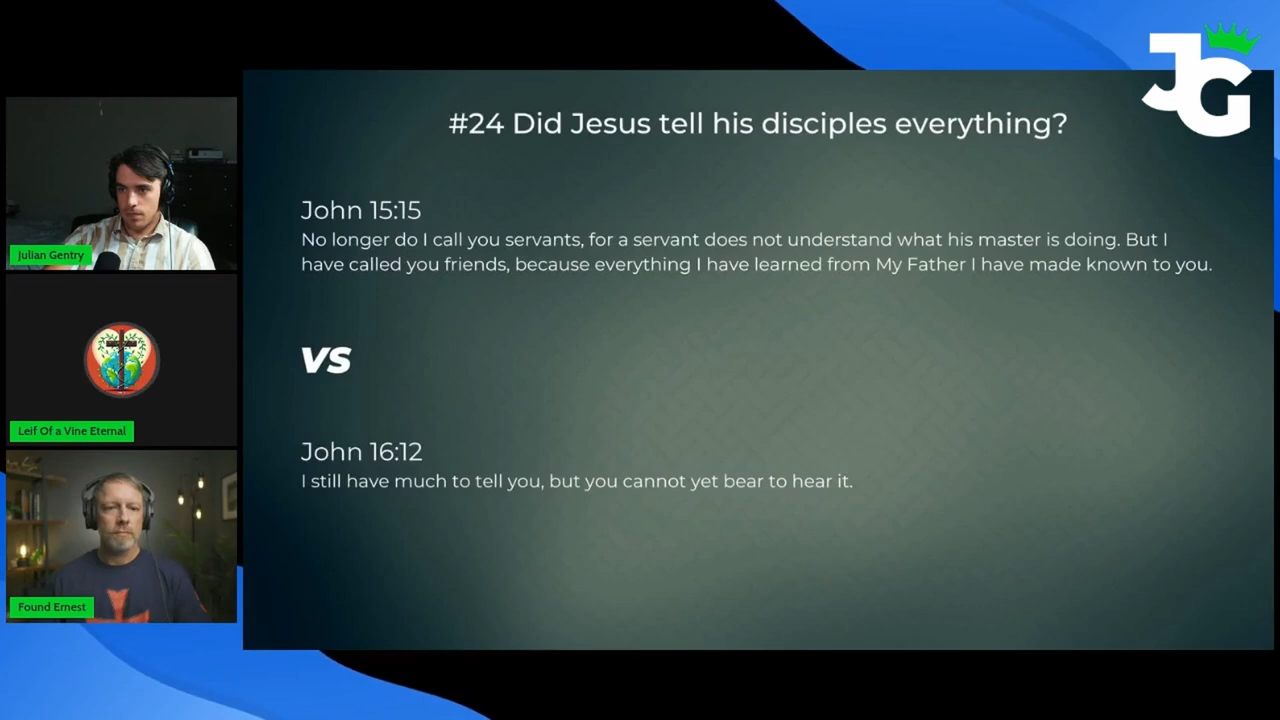 JG
#24 Did Jesus tell his disciples everything?
John 15:15
No longer do I call you servants, for a servant does not understand what his master is doing. But I
have called you friends, because everything I have learned from My Father I have made known to you.
VS
John 16:12
I still have much to tell you, but you cannot yet bear to hear it.
Julian Gentry
Leif Of a Vine Eternal
Found Ernest